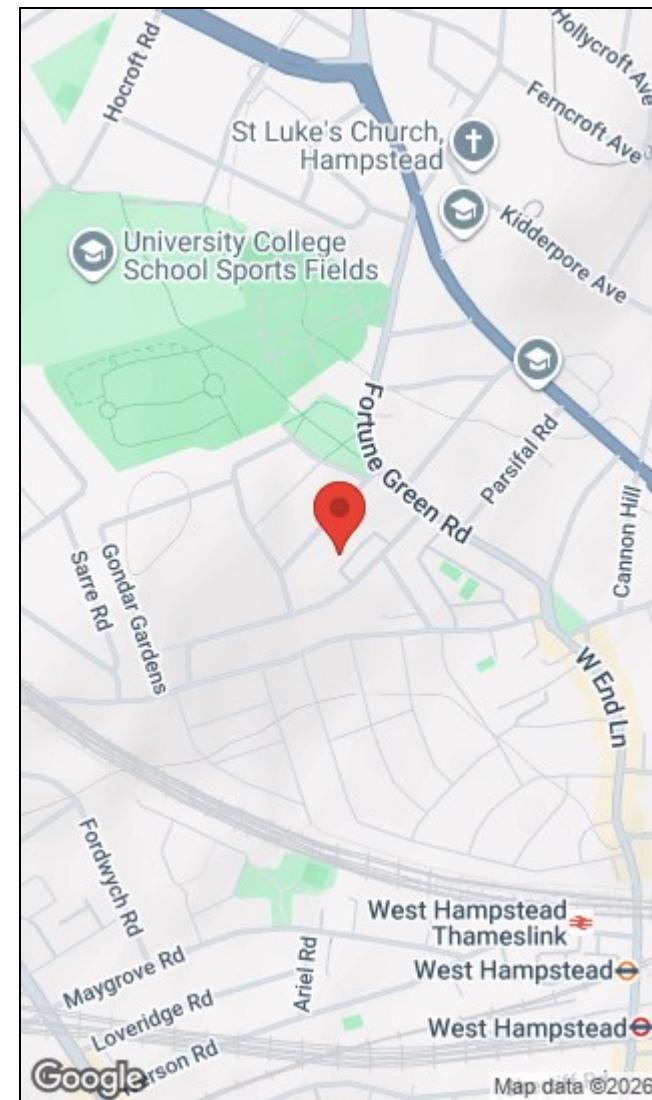 Hocroft Rd
Hollycroft Ave
Ferncroft Ave
St Luke's Church,
Hampstead
Kidderpore Ave
University College
School Sports Fields
Fortune Green Rd
Parsifal Rd
Cannon Hill
Sarre Rd
Gondar Gardens
W End Ln
Fordwych Rd
West Hampstead
Thameslink
Maygrove Rd
Ariel Rd
West Hampstead
Loveridge Rd
West Hampstead
Google
Map data ©2026